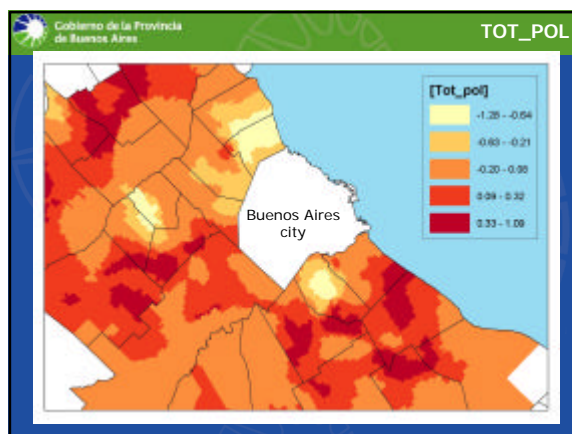 Gobierno de la Provincia
de Buenos Aires
TOT_POL
[Tot_pol]
-1.28 - -0.64
-0.63 - -0.21
-0.20 - 0.08
0.09 - 0.32
0.33 - 1.09
Buenos Aires
city